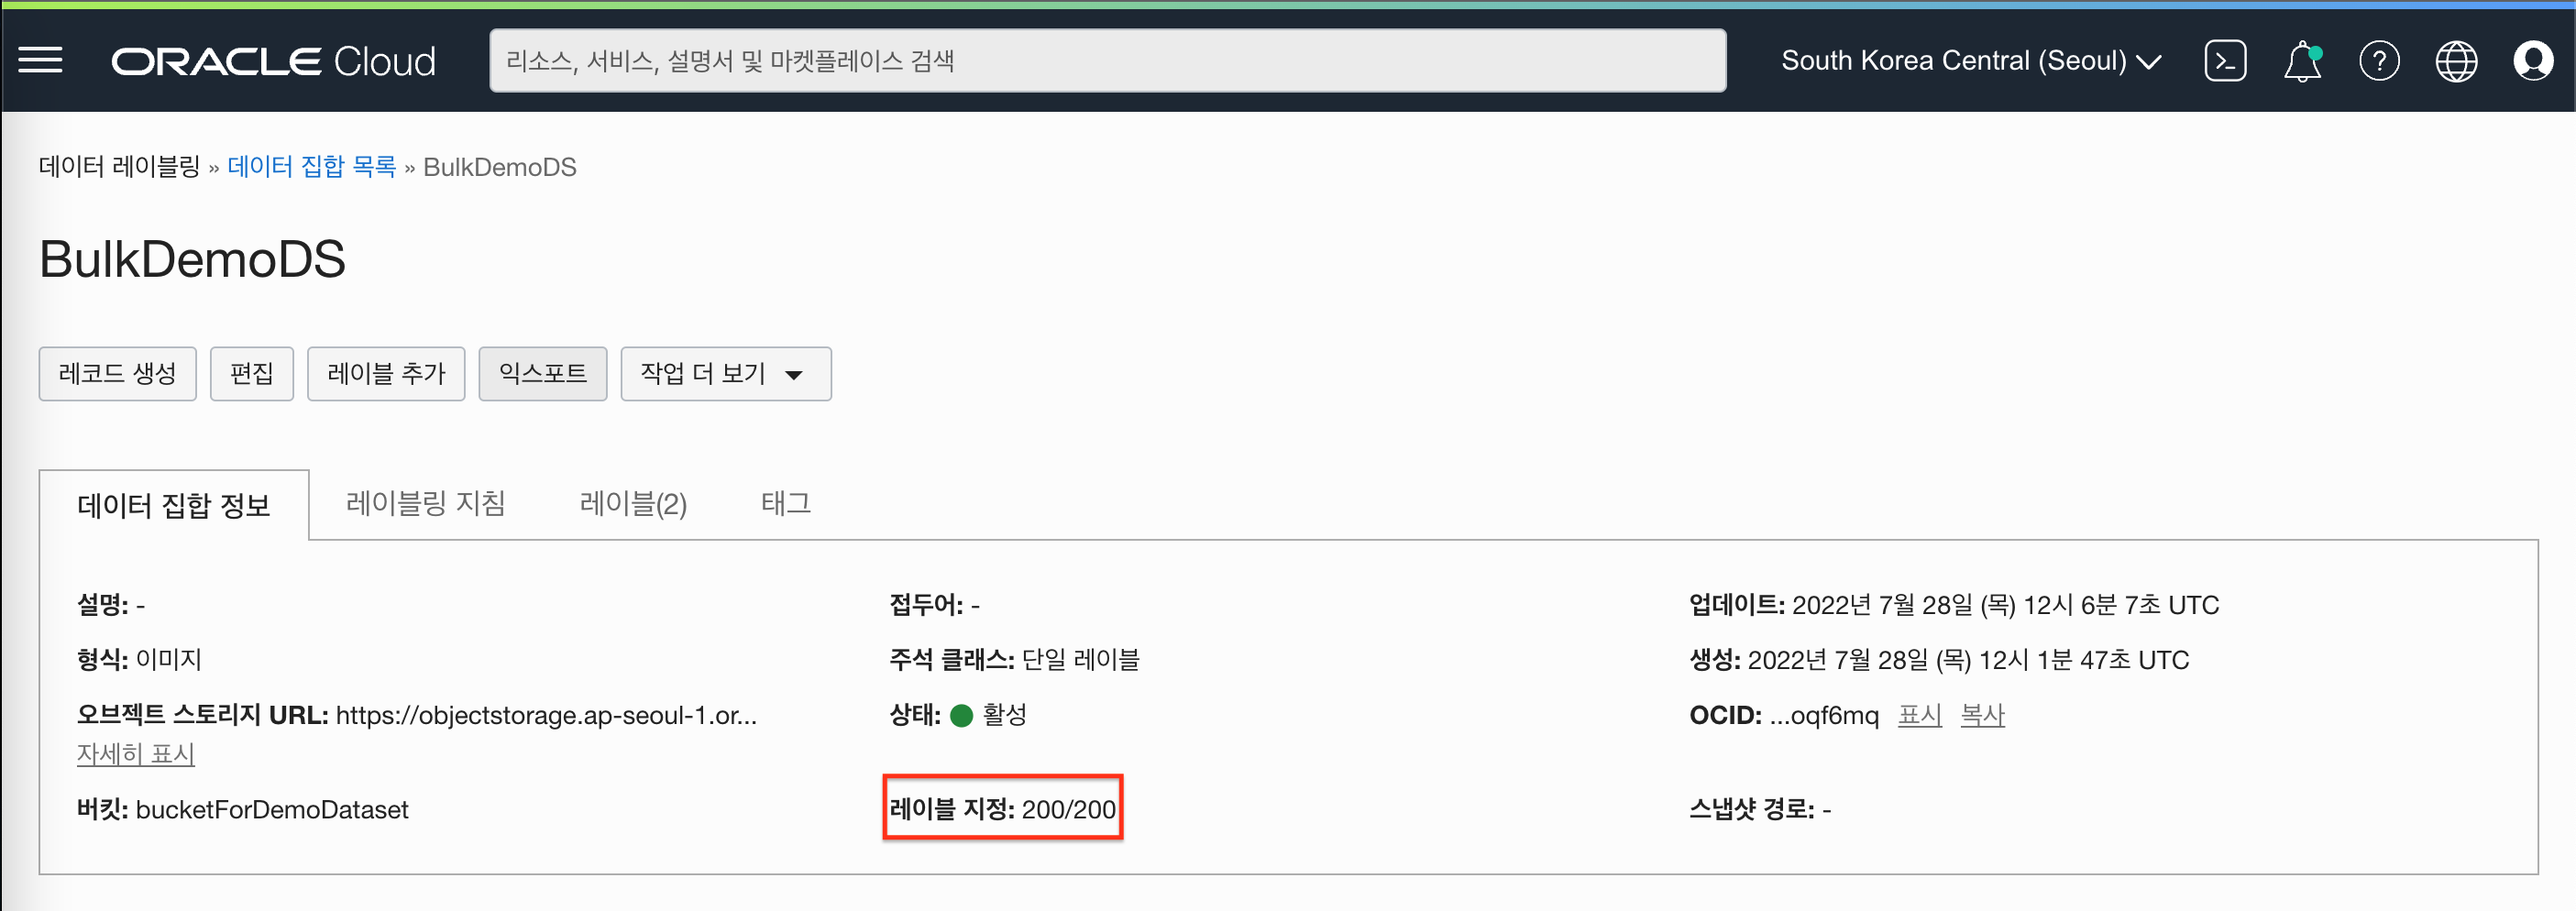 ORACLE Cloud
리소스, 서비스, 설명서 및 마켓플레이스 검색
South Korea Central (Seoul)
데이터 레이블링 » 데이터 집합 목록 » BulkDemoDS
BulkDemoDS
레코드 생성
편집
레이블 추가
익스포트
작업 더 보기
데이터 집합 정보
레이블링 지침
레이블(2)
태그
설명: -
접두어: -
업데이트: 2022년 7월 28일 (목) 12시 6분 7초 UTC
형식: 이미지
주석 클래스: 단일 레이블
생성: 2022년 7월 28일 (목) 12시 1분 47초 UTC
오브젝트 스토리지 URL: https://objectstorage.ap-seoul-1.or...
자세히 표시
상태: 활성
OCID: ...oqf6mq 표시 복사
버킷: bucketForDemoDataset
레이블 지정: 200/200
스냅샷 경로: -